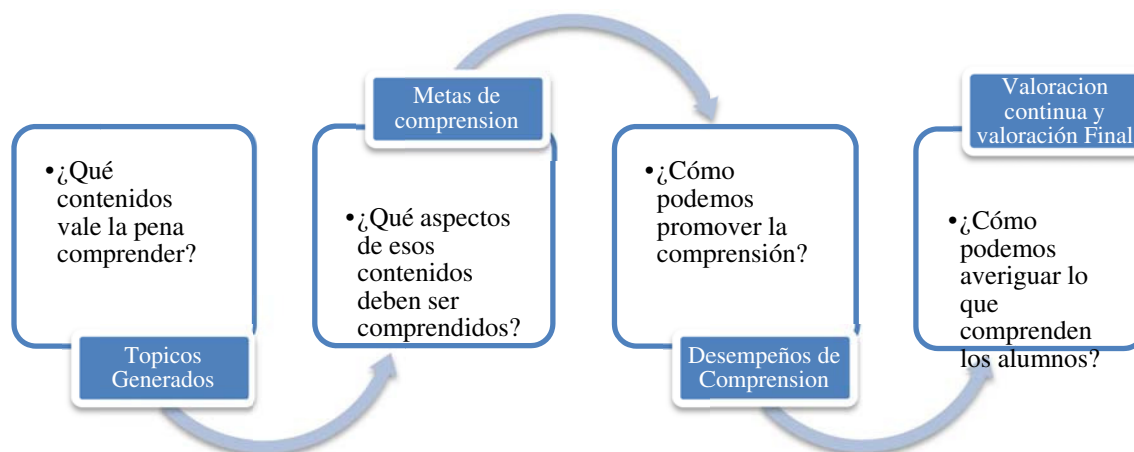 •¿Qué
contenidos
vale la pena
comprender?
Topicos
Generados
Metas de
comprension
•¿Qué aspectos
de esos
contenidos
deben ser
comprendidos?
•¿Cómo
podemos
promover la
comprensión?
Desempeños de
Comprension
Valoracion
continua y
valoración Final
•¿Cómo
podemos
averiguar lo
que
comprenden
los alumnos?